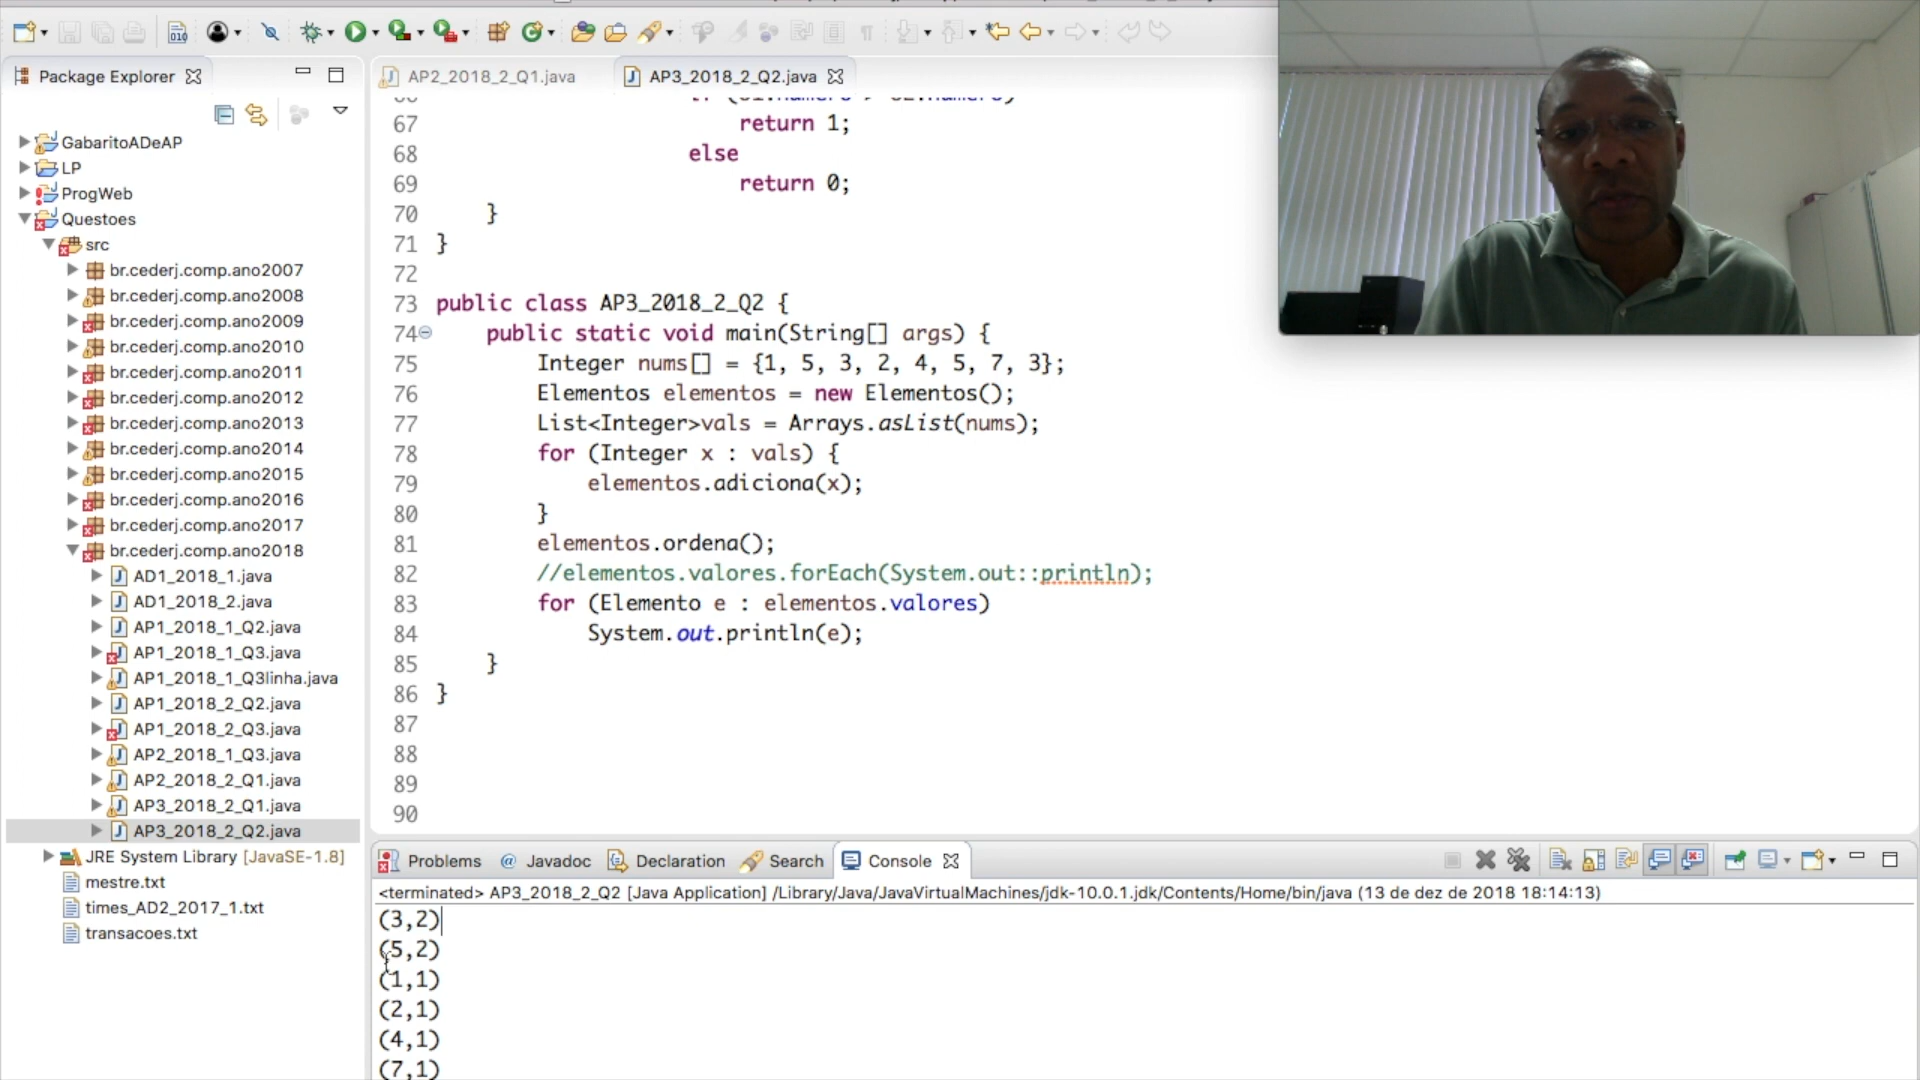 Package Explorer
GabaritoADeAP
LP
ProgWeb
Questoes
src
br.cederj.comp.ano2007
br.cederj.comp.ano2008
br.cederj.comp.ano2009
br.cederj.comp.ano2010
br.cederj.comp.ano2011
br.cederj.comp.ano2012
br.cederj.comp.ano2013
br.cederj.comp.ano2014
br.cederj.comp.ano2015
br.cederj.comp.ano2016
br.cederj.comp.ano2017
br.cederj.comp.ano2018
AD1_2018_1.java
AD1_2018_2.java
AP1_2018_1_Q2.java
AP1_2018_1_Q3.java
AP1_2018_1_Q3linha.java
AP1_2018_2_Q2.java
AP1_2018_2_Q3.java
AP2_2018_1_Q3.java
AP2_2018_2_Q1.java
AP3_2018_2_Q1.java
AP3_2018_2_Q2.java
JRE System Library [JavaSE-1.8]
mestre.txt
times_AD2_2017_1.txt
transacoes.txt
AP2_2018_2_Q1.java AP3_2018_2_Q2.java
67 return 1;
68 else
69 return 0;
70 }
71 }
72
73 public class AP3_2018_2_Q2 {
74 public static void main(String[] args) {
75 Integer nums[] = {1, 5, 3, 2, 4, 5, 7, 3};
76 Elementos elementos = new Elementos();
77 List<Integer>vals = Arrays.asList(nums);
78 for (Integer x : vals) {
79 elementos.adiciona(x);
80 }
81 elementos.ordena();
82 //elementos.valores.forEach(System.out::println);
83 for (Elemento e : elementos.valores)
84 System.out.println(e);
85 }
86 }
87
88
89
90
Problems @ Javadoc Declaration Search Console
<terminated> AP3_2018_2_Q2 [Java Application] /Library/Java/JavaVirtualMachines/jdk-10.0.1.jdk/Contents/Home/bin/java (13 de dez de 2018 18:14:13)
(3,2)
(5,2)
(1,1)
(2,1)
(4,1)
(7,1)